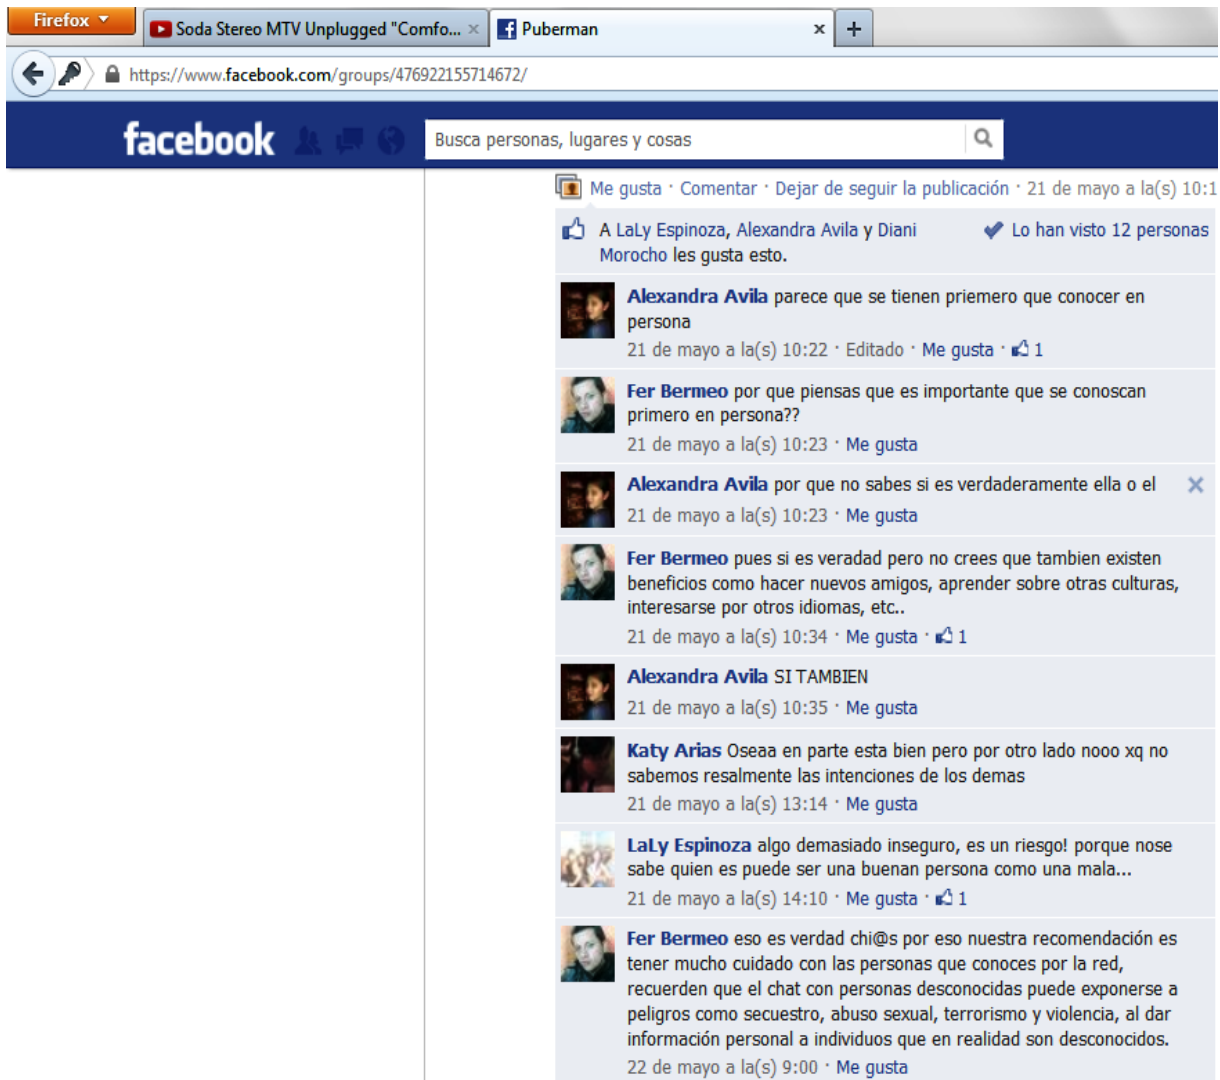 Firefox
Soda Stereo MTV Unplugged "Comfo...
Puberman
https://www.facebook.com/groups/476922155714672/
facebook
Busca personas, lugares y cosas
Me gusta · Comentar · Dejar de seguir la publicación · 21 de mayo a la(s) 10:1
A LaLy Espinoza, Alexandra Avila y Diani
Morocho les gusta esto.
Lo han visto 12 personas
Alexandra Avila parece que se tienen priemero que conocer en
persona
21 de mayo a la(s) 10:22 · Editado · Me gusta · 1
Fer Bermeo por que piensas que es importante que se conoscan
primero en persona??
21 de mayo a la(s) 10:23 · Me gusta
Alexandra Avila por que no sabes si es verdaderamente ella o el
21 de mayo a la(s) 10:23 · Me gusta
Fer Bermeo pues si es veradad pero no crees que tambien existen
beneficios como hacer nuevos amigos, aprender sobre otras culturas,
interesarse por otros idiomas, etc..
21 de mayo a la(s) 10:34 · Me gusta · 1
Alexandra Avila SI TAMBIEN
21 de mayo a la(s) 10:35 · Me gusta
Katy Arias Oseaa en parte esta bien pero por otro lado nooo xq no
sabemos resalmente las intenciones de los demas
21 de mayo a la(s) 13:14 · Me gusta
LaLy Espinoza algo demasiado inseguro, es un riesgo! porque nose
sabe quien es puede ser una buenan persona como una mala...
21 de mayo a la(s) 14:10 · Me gusta · 1
Fer Bermeo eso es verdad chi@s por eso nuestra recomendación es
tener mucho cuidado con las personas que conoces por la red,
recuerden que el chat con personas desconocidas puede exponerse a
peligros como secuestro, abuso sexual, terrorismo y violencia, al dar
información personal a individuos que en realidad son desconocidos.
22 de mayo a la(s) 9:00 · Me gusta